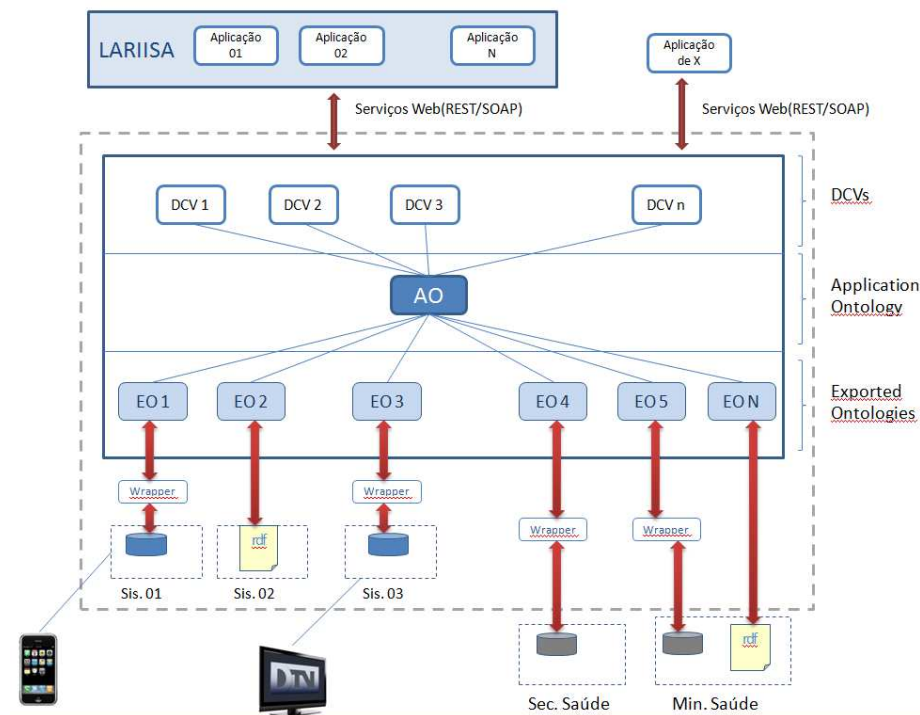 LARIISA
Aplicação
01
Aplicação
02
Aplicação
N
Aplicação
de X
Serviços Web(REST/SOAP)
Serviços Web(REST/SOAP)
DCV 1
DCV 2
DCV 3
DCV n
DCVs
AO
Application
Ontology
EO 1
EO 2
EO 3
EO 4
EO 5
EO N
Exported
Ontologies
Wrapper
Wrapper
Wrapper
Wrapper
rdf
Sis. 01
Sis. 02
Sis. 03
rdf
DTV
Sec. Saúde
Min. Saúde